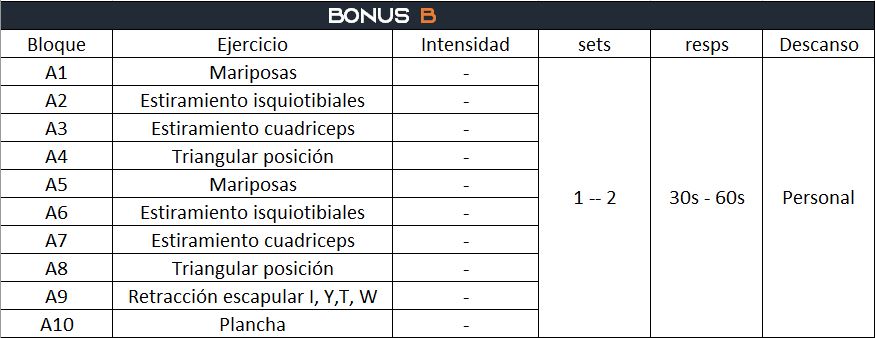 BONUS B
Bloque Ejercicio Intensidad sets resps Descanso
A1 Mariposas -
A2 Estiramiento isquiotibiales -
A3 Estiramiento cuadriceps -
A4 Triangular posición -
A5 Mariposas -
A6 Estiramiento isquiotibiales - 1 -- 2 30s - 60s Personal
A7 Estiramiento cuadriceps -
A8 Triangular posición -
A9 Retracción escapular I, Y,T, W -
A10 Plancha -